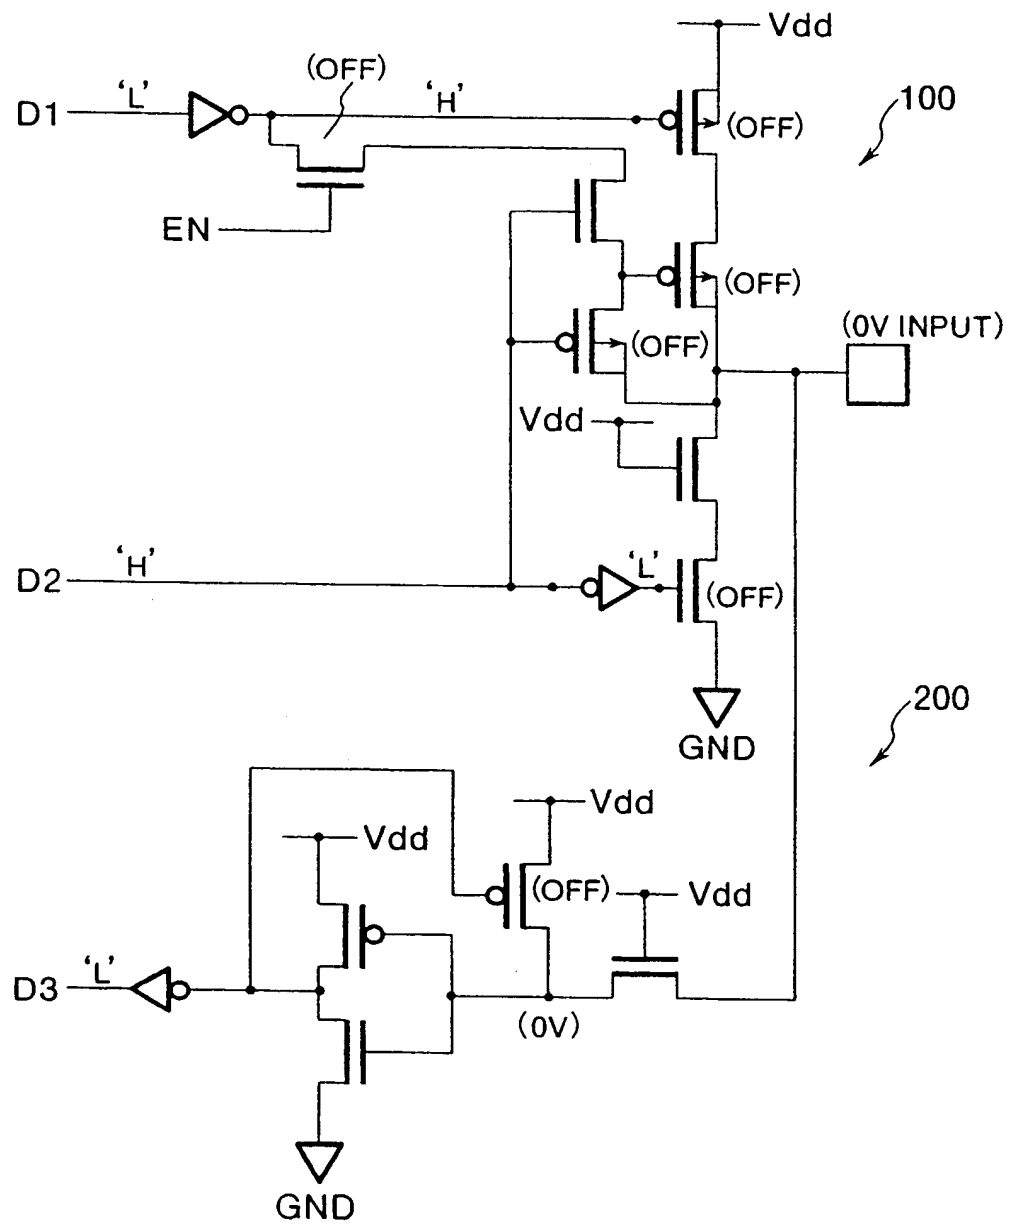 Vdd
(OFF)
D1 'L' 'H'
100
(OFF)
EN
(OFF)
(0V INPUT)
(OFF)
Vdd
D2 'H' 'L'
(OFF)
200
GND
Vdd
Vdd
(OFF) Vdd
D3 'L'
(0V)
GND